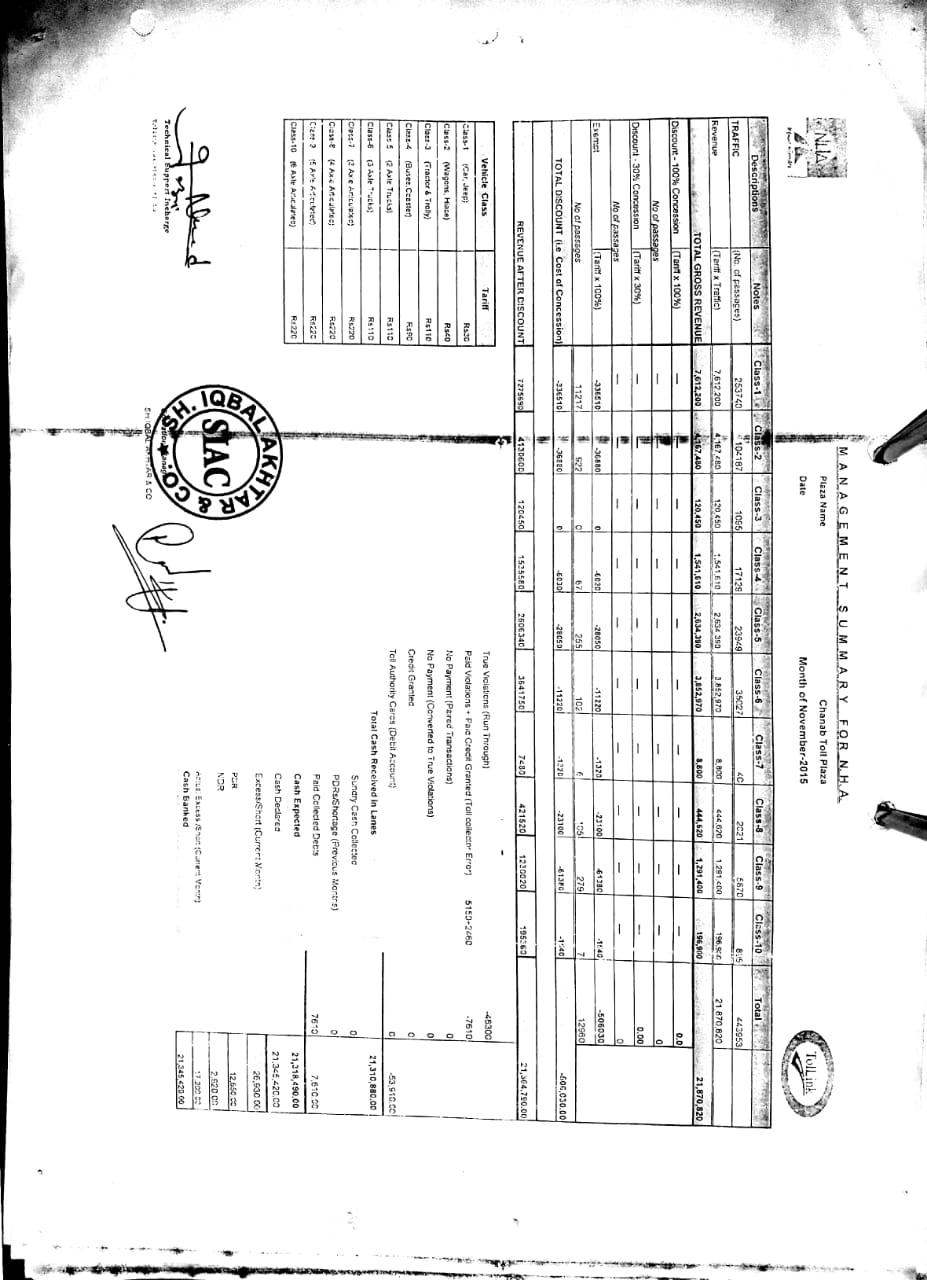 NHA
TolLink
MANAGEMENT SUMMARY FOR N.H.A.
Plaza Name Chanab Toll Plaza
Date Month of November-2015
Descriptions Notes Class-1 Class-2 Class-3 Class-4 Class-5 Class-6 Class-7 Class-8 Class-9 Class-10 Total
TRAFFIC (No. of passages) 253740 104187 1095 17129 23949 35027 40 2021 5870 895 443953
Revenue (Tariff x Traffic) 7,612,200 4,167,480 120,450 1,541,610 2,634,390 3,852,970 8,800 444,620 1,291,400 196,900 21,870,820
TOTAL GROSS REVENUE 7,612,200 4,167,480 120,450 1,541,610 2,634,390 3,852,970 8,800 444,620 1,291,400 196,900 21,870,820
Discount - 100% Concession (Tariff x 100%) — — — — — — — — — — 0.0
No of passages — — — — — — — — — — 0
Discount - 30% Concession (Tariff x 30%) — — — — — — — — — — 0.00
No of passages — — — — — — — — — — 0
Exempt (Tariff x 100%) -336510 -36880 0 -6030 -28050 -11220 -1320 -23100 -61380 -1540 -506030
No of passages 11217 922 0 67 255 102 6 105 279 7 12960
TOTAL DISCOUNT (i.e. Cost of Concession) -336510 -36880 0 -6030 -28050 -11220 -1320 -23100 -61380 -1540 -506,030.00
REVENUE AFTER DISCOUNT 7275690 4130600 120450 1535580 2606340 3841750 7480 421520 1230020 195360 21,364,790.00
Vehicle Class Tariff
Class-1 (Car, Jeep) Rs30
Class-2 (Wagons, Hiace) Rs40
Class-3 (Tractor & Trolly) Rs110
Class-4 (Buses, Coaster) Rs90
Class-5 (2 Axle Trucks) Rs110
Class-6 (3 Axle Trucks) Rs110
Class-7 (3 Axle Articulated) Rs220
Class-8 (4 Axle Articulated) Rs220
Class-9 (5 Axle Articulated) Rs220
Class-10 (6 Axle Articulated) Rs220
True Violations (Run Through) -46300
Paid Violations + Paid Credit Granted (Toll collector Error) 5150+2460 -7610
No Payment (Paired Transactions) 0
No Payment (Converted to True Violations) 0
Credit Granted 0
Toll Authority Cards (Debit Account) 0 -53,910.00
Total Cash Received in Lanes 21,310,880.00
Sundry Cash Collected 0
PDRs/Shortage (Previous Months) 0
Paid Collected Debts 7610 7,610.00
Cash Expected 21,318,490.00
Cash Declared 21,345,420.00
Excess/Short (Current Month) 26,930.00
PDR 12,650.00
NDR
Actual Excess /Short (Current Month)
Cash Banked 21,345,420.00
Technical Support Incharge
SH. IQBAL AKHTAR & CO.
SIAC
SH. IQBAL AKHTAR & CO